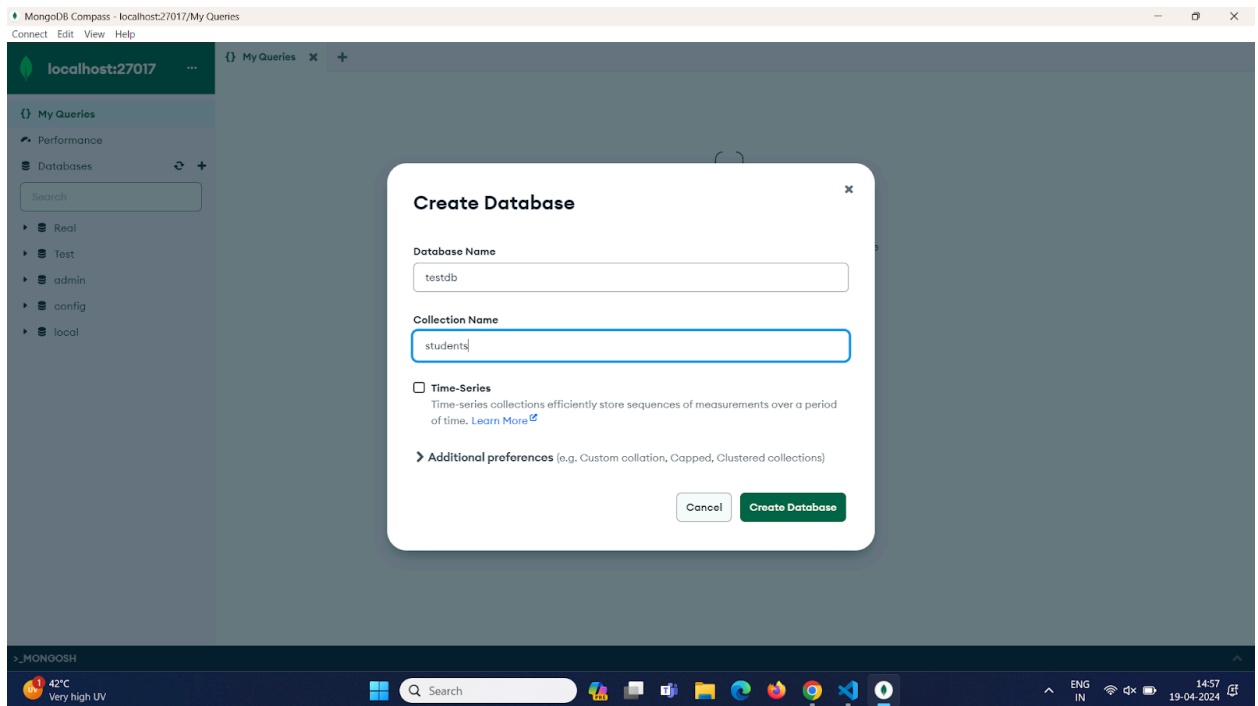 MongoDB Compass - localhost:27017/My Queries
Connect Edit View Help
localhost:27017 ...
{} My Queries
{} My Queries
Performance
Databases
Search
Real
Test
admin
config
local
Create Database
Database Name
testdb
Collection Name
students
Time-Series
Time-series collections efficiently store sequences of measurements over a period
of time. Learn More
Additional preferences (e.g. Custom collation, Capped, Clustered collections)
Cancel
Create Database
>_MONGOSH
1
UV
42°C
Very high UV
Search
PRE
ENG
IN
14:57
19-04-2024